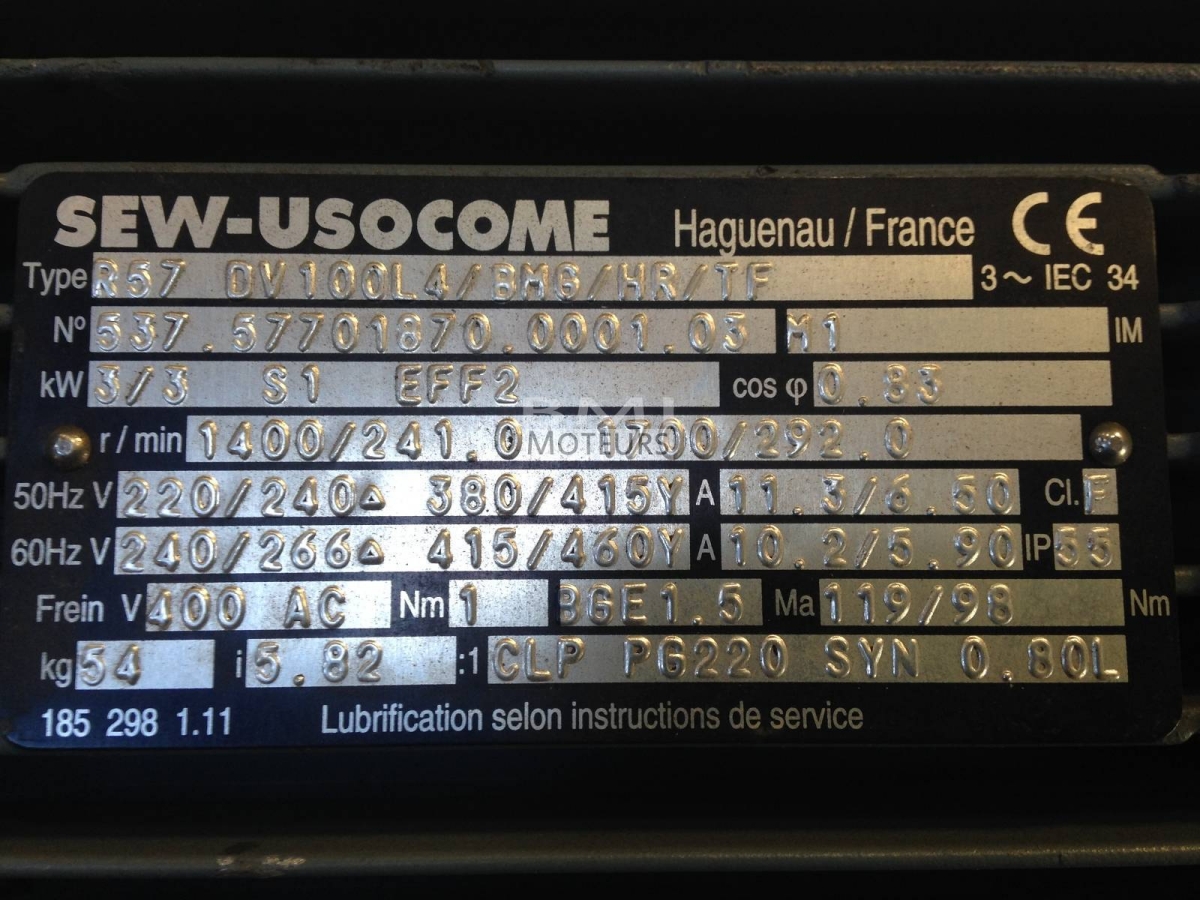 SEW-USOCOME Haguenau / France CE
Type R57 DV100L4/BMG/HR/TF 3~ IEC 34
Nº 537.57701870.0001.03 M1 IM
kW 3/3 S1 EFF2 cos φ 0.83
BMI
MOTEURS
r / min 1400/241.0 1700/292.0
50Hz V 220/240▵ 380/415Y A 11.3/6.50 Cl. F
60Hz V 240/266▵ 415/460Y A 10.2/5.90 IP 55
Frein V 400 AC Nm 1 BGE1.5 Ma 119/98 Nm
kg 54 i 5.82 :1 CLP PG220 SYN 0.80L
185 298 1.11 Lubrification selon instructions de service